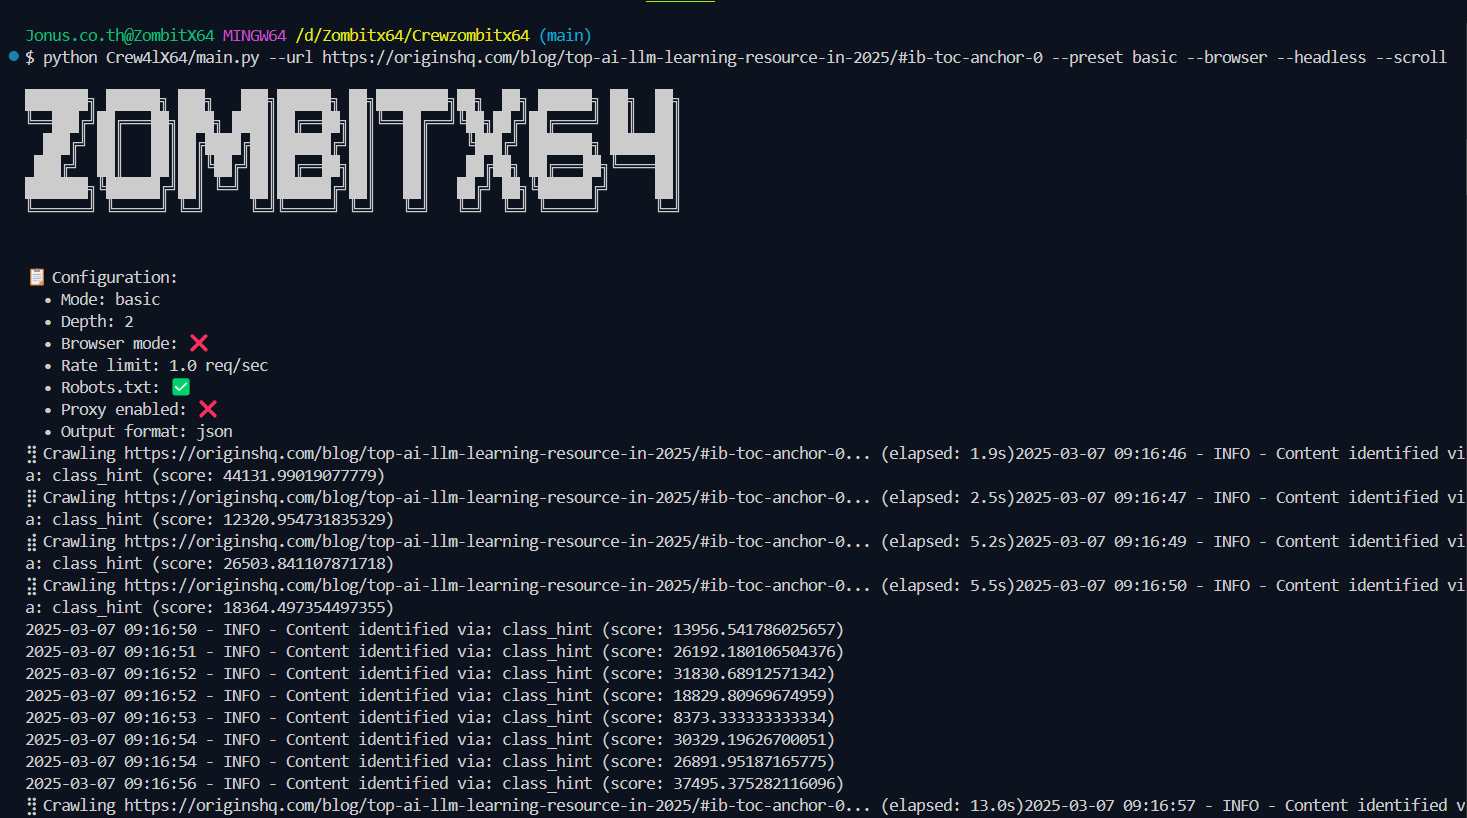 Jonus.co.th@ZombitX64 MINGW64 /d/Zombitx64/Crewzombitx64 (main)
$ python Crew4lX64/main.py --url https://originshq.com/blog/top-ai-llm-learning-resource-in-2025/#ib-toc-anchor-0 --preset basic --browser --headless --scroll
ZOMBITX64
📋 Configuration:
• Mode: basic
• Depth: 2
• Browser mode: ❌
• Rate limit: 1.0 req/sec
• Robots.txt: ✅
• Proxy enabled: ❌
• Output format: json
Crawling https://originshq.com/blog/top-ai-llm-learning-resource-in-2025/#ib-toc-anchor-0... (elapsed: 1.9s)2025-03-07 09:16:46 - INFO - Content identified vi
a: class_hint (score: 44131.99019077779)
Crawling https://originshq.com/blog/top-ai-llm-learning-resource-in-2025/#ib-toc-anchor-0... (elapsed: 2.5s)2025-03-07 09:16:47 - INFO - Content identified vi
a: class_hint (score: 12320.954731835329)
Crawling https://originshq.com/blog/top-ai-llm-learning-resource-in-2025/#ib-toc-anchor-0... (elapsed: 5.2s)2025-03-07 09:16:49 - INFO - Content identified vi
a: class_hint (score: 26503.841107871718)
Crawling https://originshq.com/blog/top-ai-llm-learning-resource-in-2025/#ib-toc-anchor-0... (elapsed: 5.5s)2025-03-07 09:16:50 - INFO - Content identified vi
a: class_hint (score: 18364.497354497355)
2025-03-07 09:16:50 - INFO - Content identified via: class_hint (score: 13956.541786025657)
2025-03-07 09:16:51 - INFO - Content identified via: class_hint (score: 26192.180106504376)
2025-03-07 09:16:52 - INFO - Content identified via: class_hint (score: 31830.68912571342)
2025-03-07 09:16:52 - INFO - Content identified via: class_hint (score: 18829.80969674959)
2025-03-07 09:16:53 - INFO - Content identified via: class_hint (score: 8373.333333333334)
2025-03-07 09:16:54 - INFO - Content identified via: class_hint (score: 30329.19626700051)
2025-03-07 09:16:54 - INFO - Content identified via: class_hint (score: 26891.95187165775)
2025-03-07 09:16:56 - INFO - Content identified via: class_hint (score: 37495.375282116096)
Crawling https://originshq.com/blog/top-ai-llm-learning-resource-in-2025/#ib-toc-anchor-0... (elapsed: 13.0s)2025-03-07 09:16:57 - INFO - Content identified v